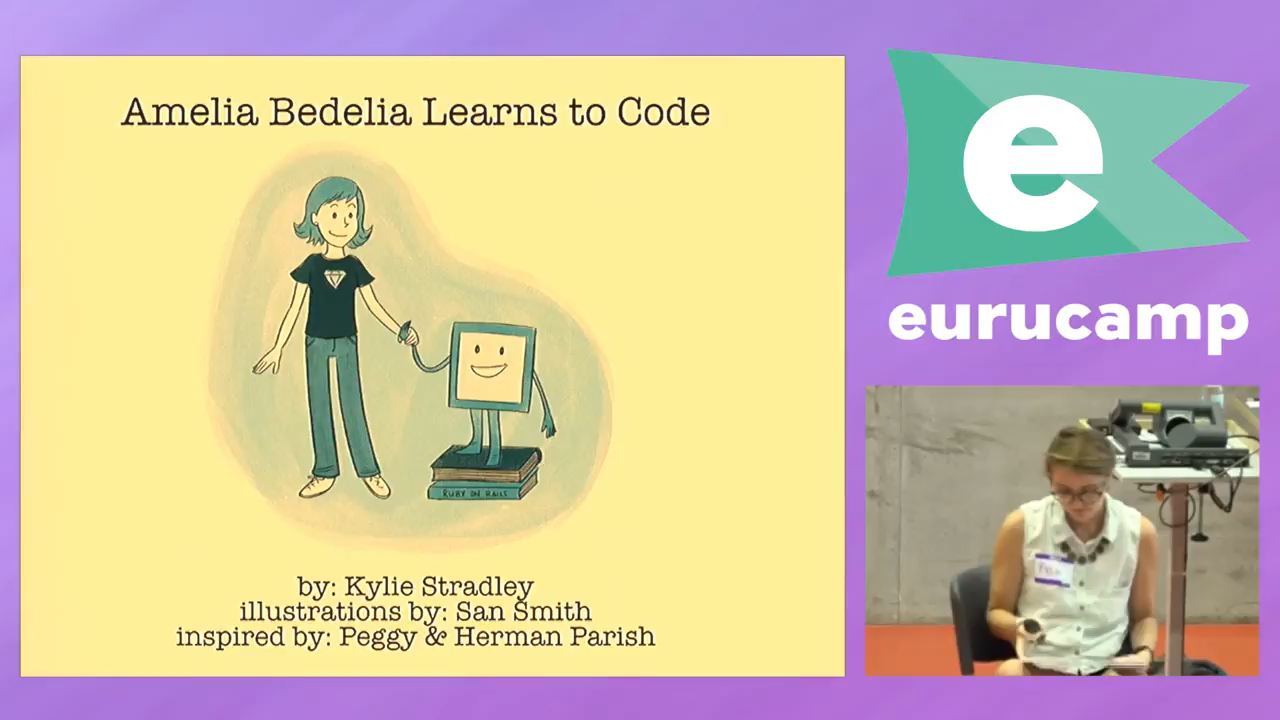 Amelia Bedelia Learns to Code
RUBY ON RAILS
by: Kylie Stradley
illustrations by: San Smith
inspired by: Peggy & Herman Parish
e
eurucamp